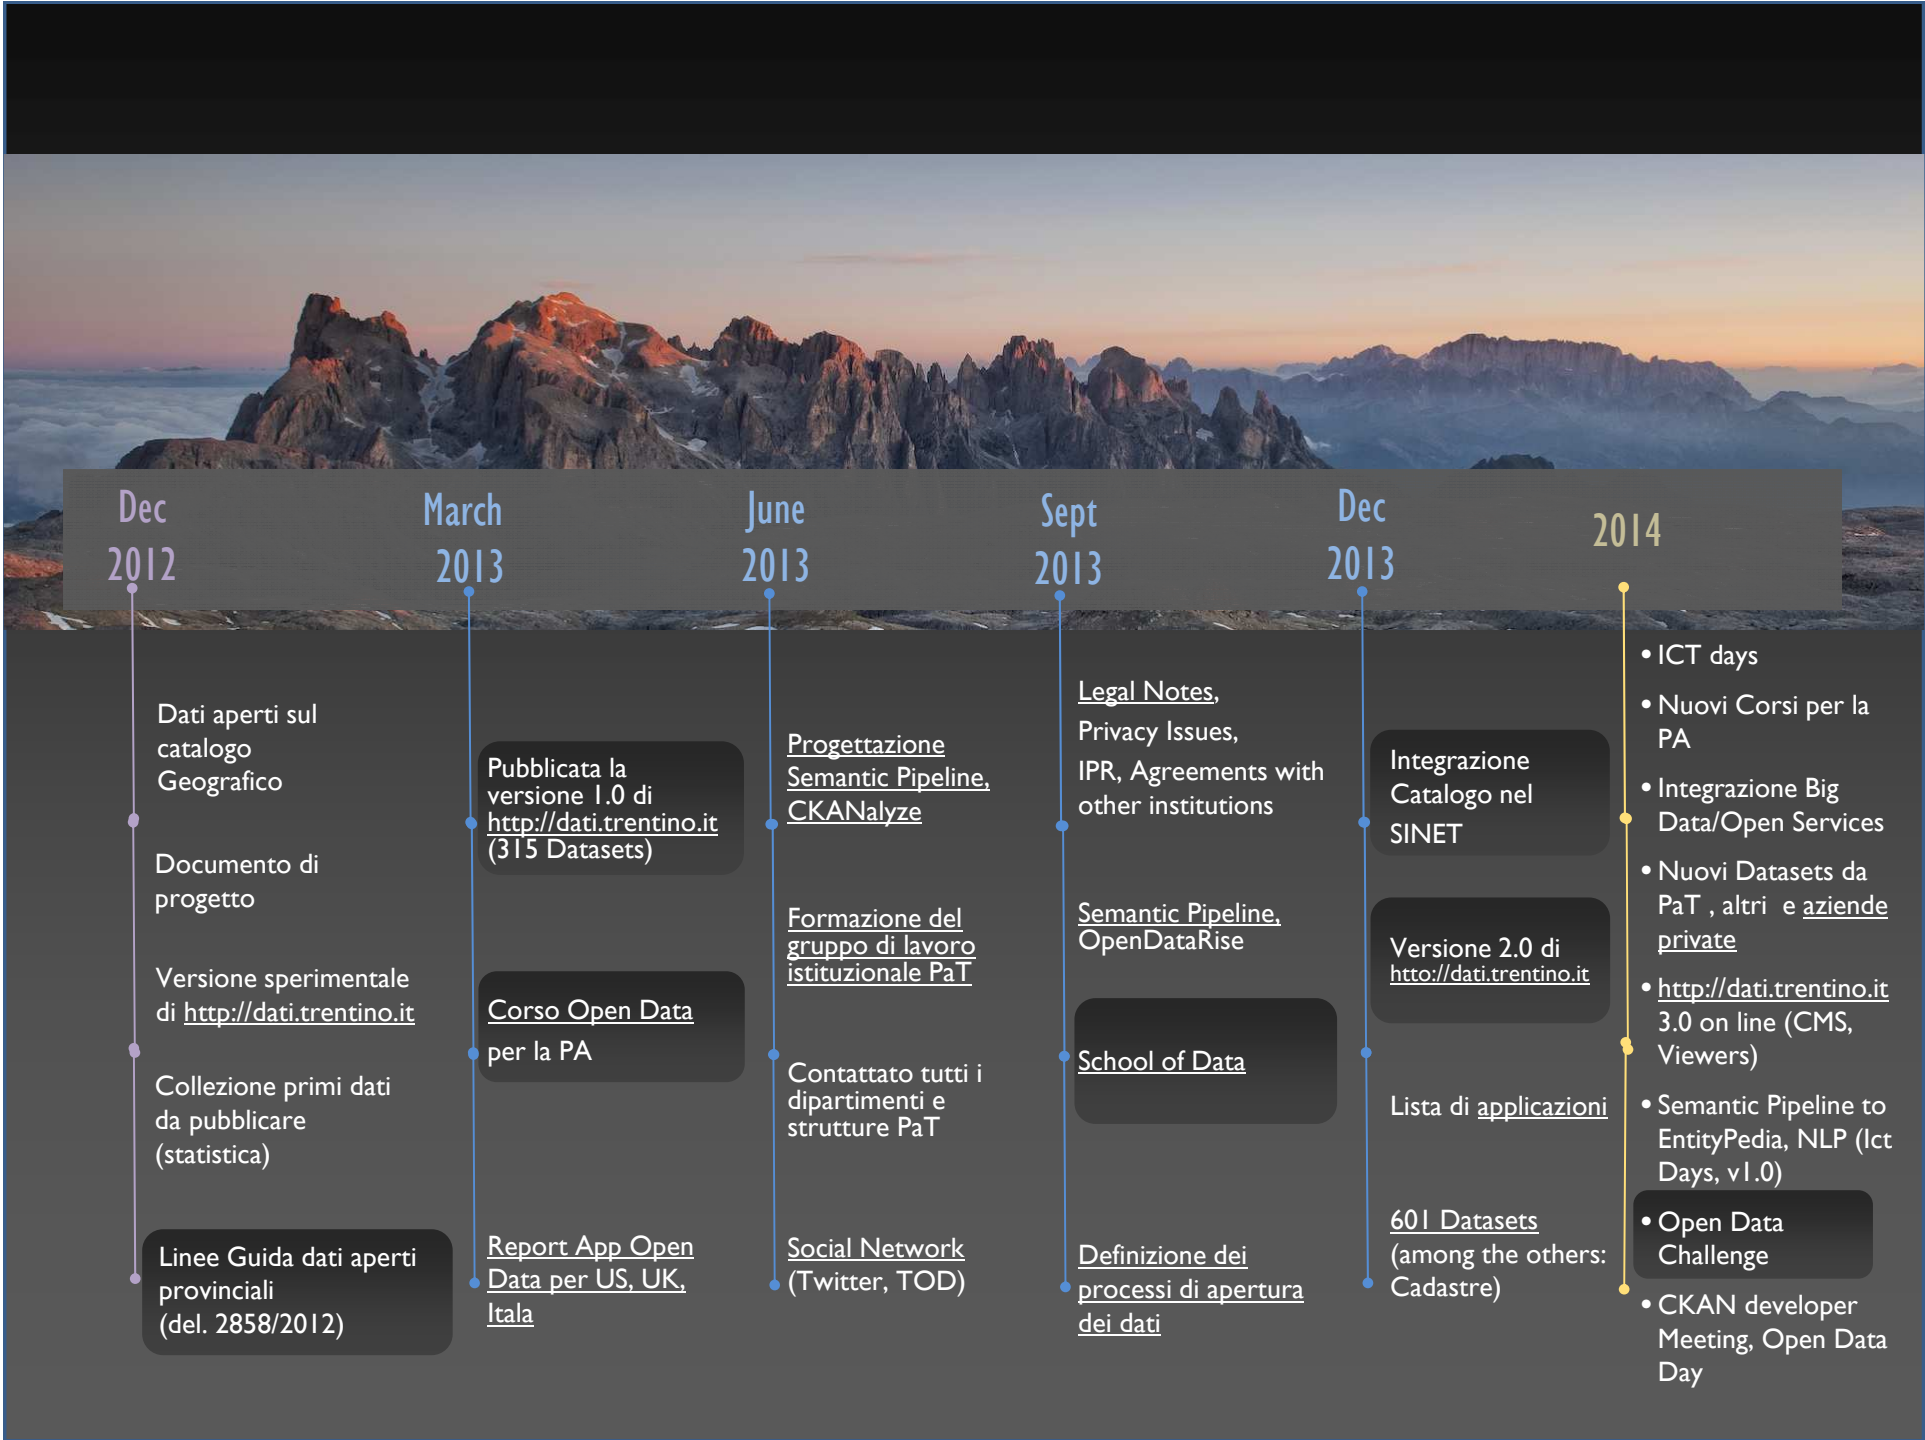 Dec
2012
March
2013
June
2013
Sept
2013
Dec
2013
2014
Dati aperti sul
catalogo
Geografico
Documento di
progetto
Versione sperimentale
di http://dati.trentino.it
Collezione primi dati
da pubblicare
(statistica)
Linee Guida dati aperti
provinciali
(del. 2858/2012)
Pubblicata la
versione 1.0 di
http://dati.trentino.it
(315 Datasets)
Corso Open Data
per la PA
Report App Open
Data per US, UK,
Itala
Progettazione
Semantic Pipeline,
CKANalyze
Formazione del
gruppo di lavoro
istituzionale PaT
Contattato tutti i
dipartimenti e
strutture PaT
Social Network
(Twitter, TOD)
Legal Notes,
Privacy Issues,
IPR, Agreements with
other institutions
Semantic Pipeline,
OpenDataRise
School of Data
Definizione dei
processi di apertura
dei dati
Integrazione
Catalogo nel
SINET
Versione 2.0 di
htto://dati.trentino.it
Lista di applicazioni
601 Datasets
(among the others:
Cadastre)
• ICT days
• Nuovi Corsi per la
PA
• Integrazione Big
Data/Open Services
• Nuovi Datasets da
PaT , altri e aziende
private
• http://dati.trentino.it
3.0 on line (CMS,
Viewers)
• Semantic Pipeline to
EntityPedia, NLP (Ict
Days, v1.0)
• Open Data
Challenge
• CKAN developer
Meeting, Open Data
Day